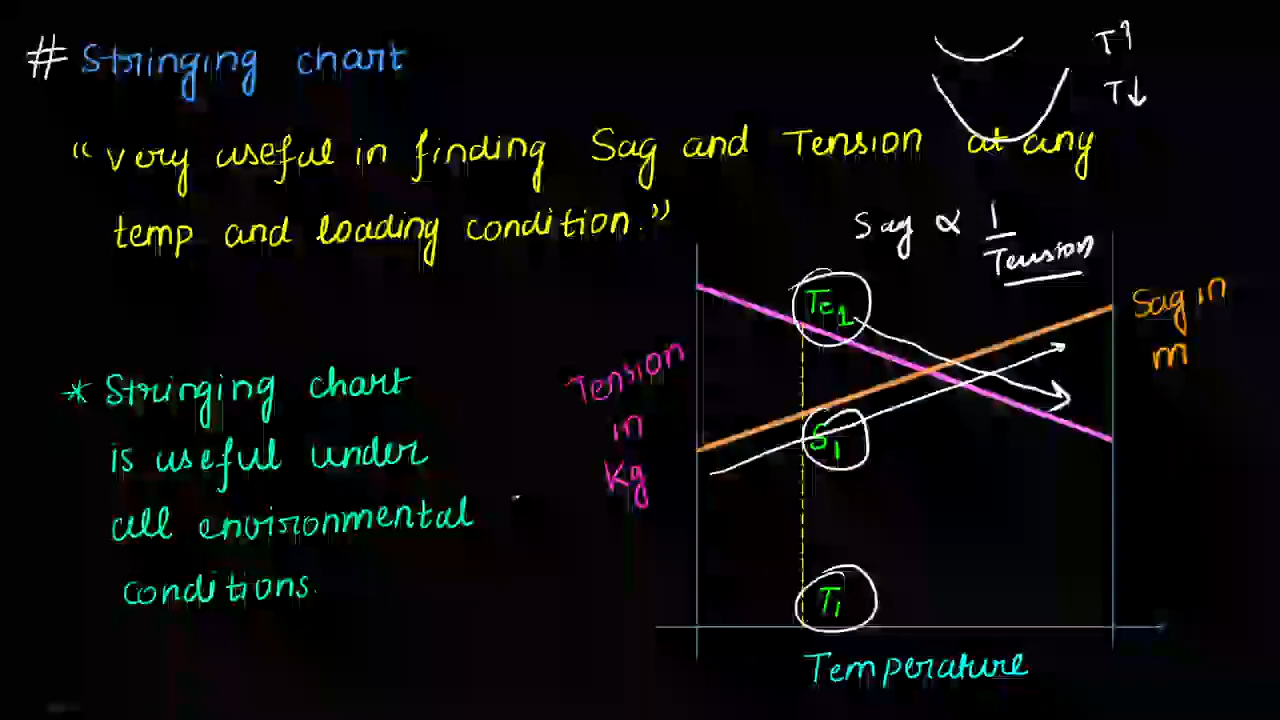 # Stringing chart
T↑
T↓
"very useful in finding Sag and Tension at any
temp and loading condition."
Sag ∝ 1/Tension
Tc1
Sag in
m
Tension
in
Kg
* Stringing chart
is useful under
all environmental
conditions.
S1
T1
Temperature